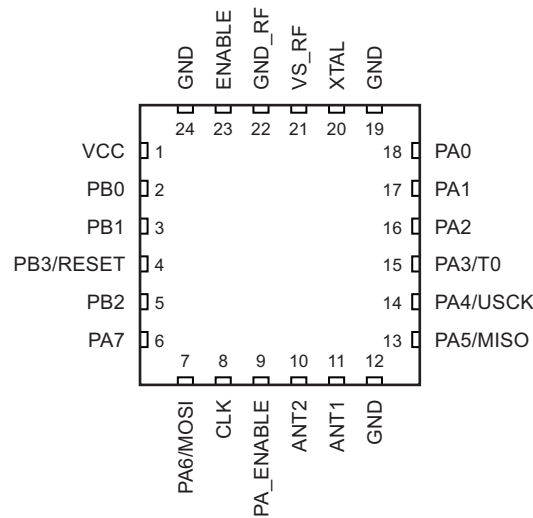 GND
ENABLE
GND_RF
VS_RF
XTAL
GND
24 23 22 21 20 19
VCC 1 18 PA0
PB0 2 17 PA1
PB1 3 16 PA2
PB3/RESET 4 15 PA3/T0
PB2 5 14 PA4/USCK
PA7 6 13 PA5/MISO
7 8 9 10 11 12
PA6/MOSI
CLK
PA_ENABLE
ANT2
ANT1
GND